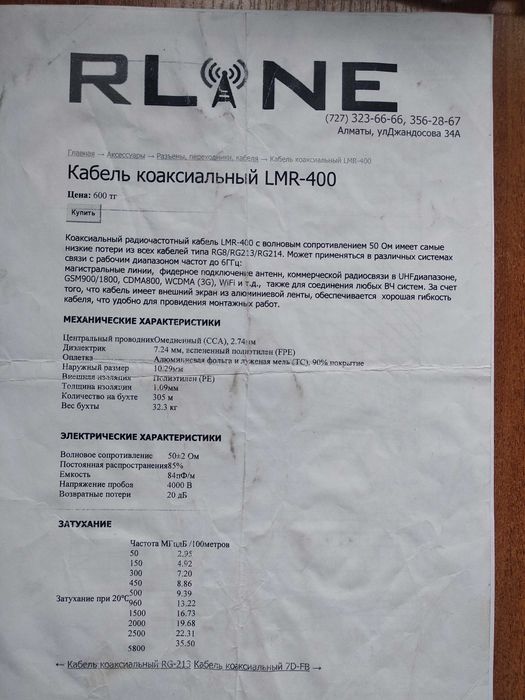 RLINE
(727) 323-66-66, 356-28-67
Алматы, улДжандосова 34А
Главная → Аксессуары → Разъемы, переходники, кабеля → Кабель коаксиальный LMR-400
Кабель коаксиальный LMR-400
Цена: 600 тг
Купить
Коаксиальный радиочастотный кабель LMR-400 с волновым сопротивлением 50 Ом имеет самые
низкие потери из всех кабелей типа RG8/RG213/RG214. Может применяться в различных системах
связи с рабочим диапазоном частот до 6ГГц:
магистральные линии, фидерное подключение антенн, коммерческой радиосвязи в UHFдиапазоне,
GSM900/1800, CDMA800, WCDMA (3G), WiFi и т.д., также для соединения любых ВЧ систем. За счет
того, что кабель имеет внешний экран из алюминиевой ленты, обеспечивается хорошая гибкость
кабеля, что удобно для провидения монтажных работ.
МЕХАНИЧЕСКИЕ ХАРАКТЕРИСТИКИ
Центральный проводникОмедненный (CCA), 2.74мм
Диэлектрик 7.24 мм, вспененный полиэтилен (FPE)
Оплетка Алюминиевая фольга и луженая медь (TC), 90% покрытие
Наружный размер 10.29мм
Внешняя изоляция Полиэтилен (PE)
Толщина изоляции 1.09мм
Количество на бухте 305 м
Вес бухты 32.3 кг
ЭЛЕКТРИЧЕСКИЕ ХАРАКТЕРИСТИКИ
Волновое сопротивление 50±2 Ом
Постоянная распространения85%
Емкость 84пФ/м
Напряжение пробоя 4000 В
Возвратные потери 20 дБ
ЗАТУХАНИЕ
Частота МГцдБ /100метров
50 2.95
150 4.92
300 7.20
450 8.86
500 9.39
Затухание при 20°C
960 13.22
1500 16.73
2000 19.68
2500 22.31
5800 35.50
← Кабель коаксиальный RG-213 Кабель коаксиальный 7D-FB →